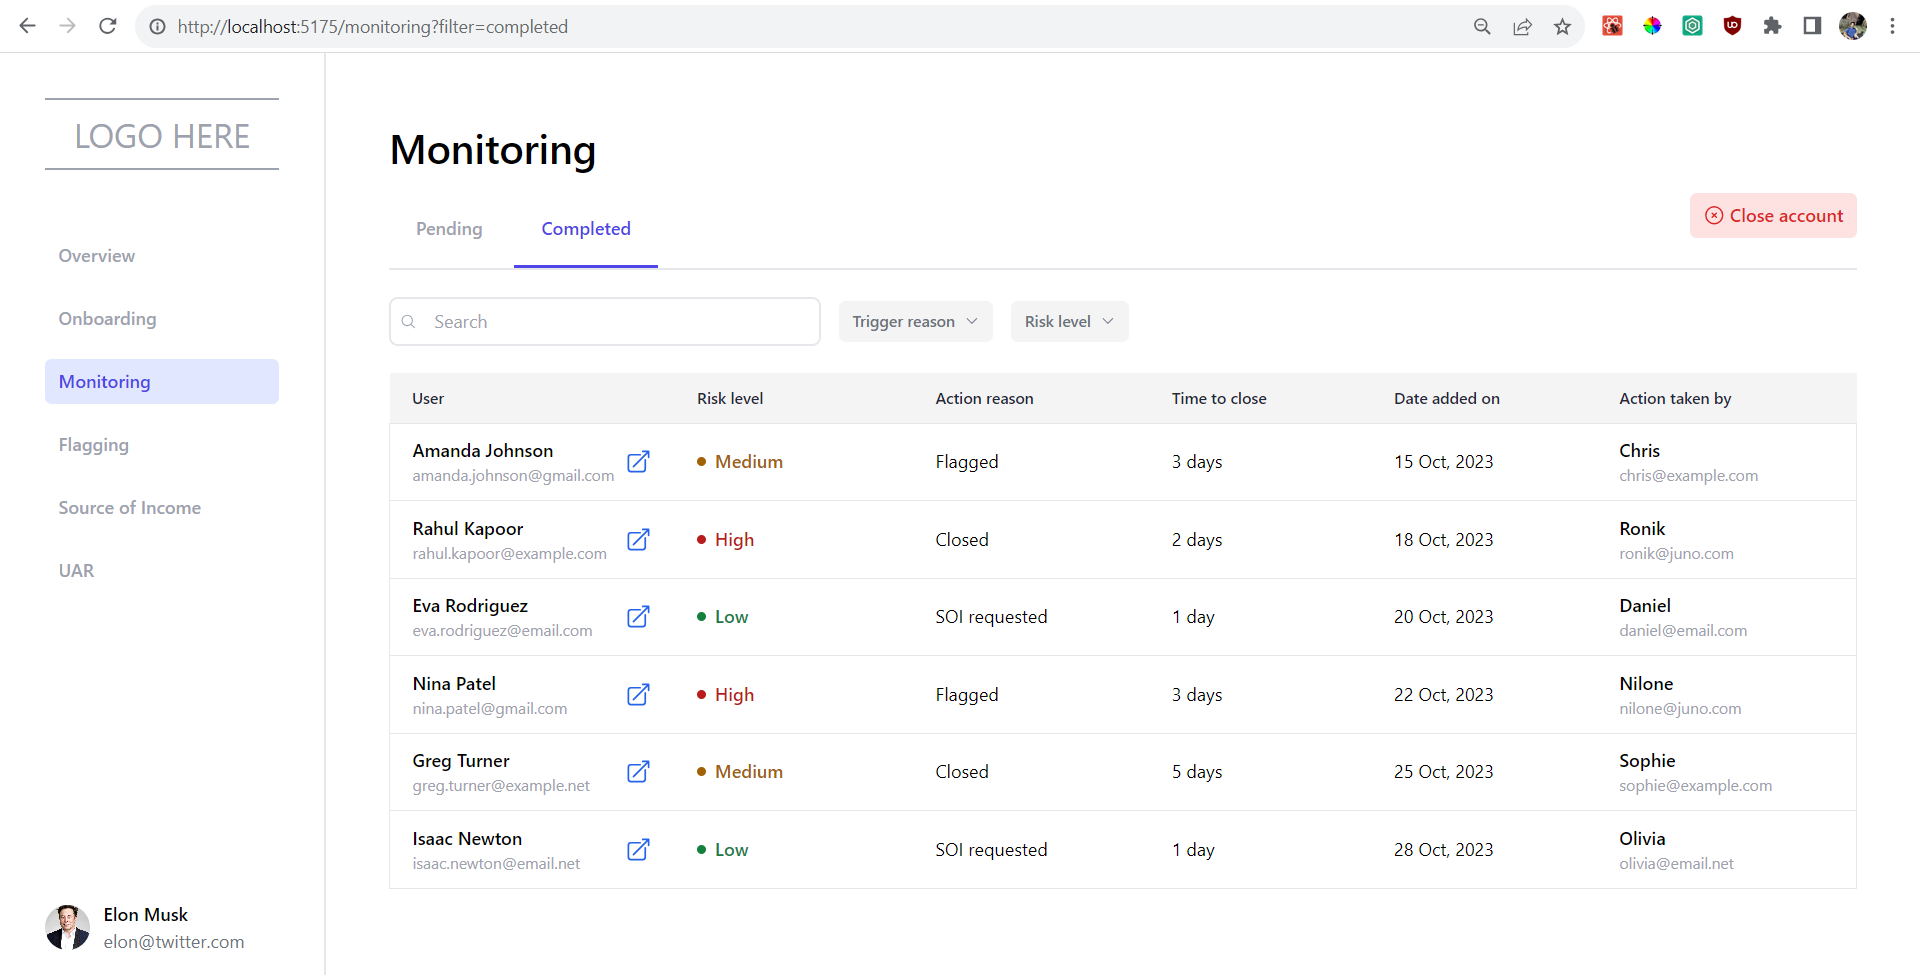 http://localhost:5175/monitoring?filter=completed
LOGO HERE
Overview
Onboarding
Monitoring
Flagging
Source of Income
UAR
Elon Musk
elon@twitter.com
Monitoring
Pending Completed
Close account
Search Trigger reason Risk level
User Risk level Action reason Time to close Date added on Action taken by
Amanda Johnson
amanda.johnson@gmail.com
Medium Flagged 3 days 15 Oct, 2023
Chris
chris@example.com
Rahul Kapoor
rahul.kapoor@example.com
High Closed 2 days 18 Oct, 2023
Ronik
ronik@juno.com
Eva Rodriguez
eva.rodriguez@email.com
Low SOI requested 1 day 20 Oct, 2023
Daniel
daniel@email.com
Nina Patel
nina.patel@gmail.com
High Flagged 3 days 22 Oct, 2023
Nilone
nilone@juno.com
Greg Turner
greg.turner@example.net
Medium Closed 5 days 25 Oct, 2023
Sophie
sophie@example.com
Isaac Newton
isaac.newton@email.net
Low SOI requested 1 day 28 Oct, 2023
Olivia
olivia@email.net